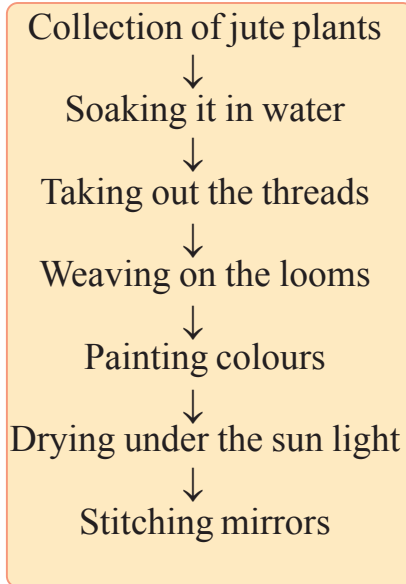 Collection of jute plants
↓
Soaking it in water
↓
Taking out the threads
↓
Weaving on the looms
↓
Painting colours
↓
Drying under the sun light
↓
Stitching mirrors